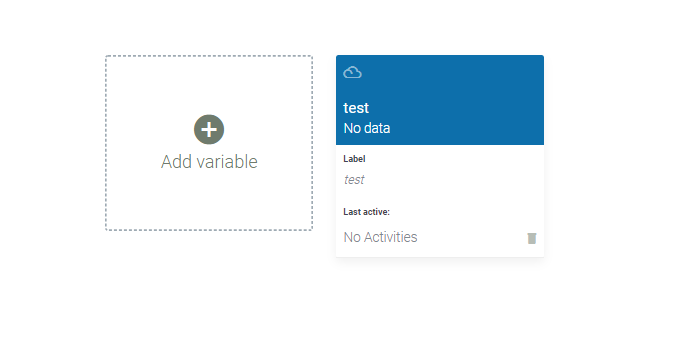 Add variable
test
No data
Label
test
Last active:
No Activities